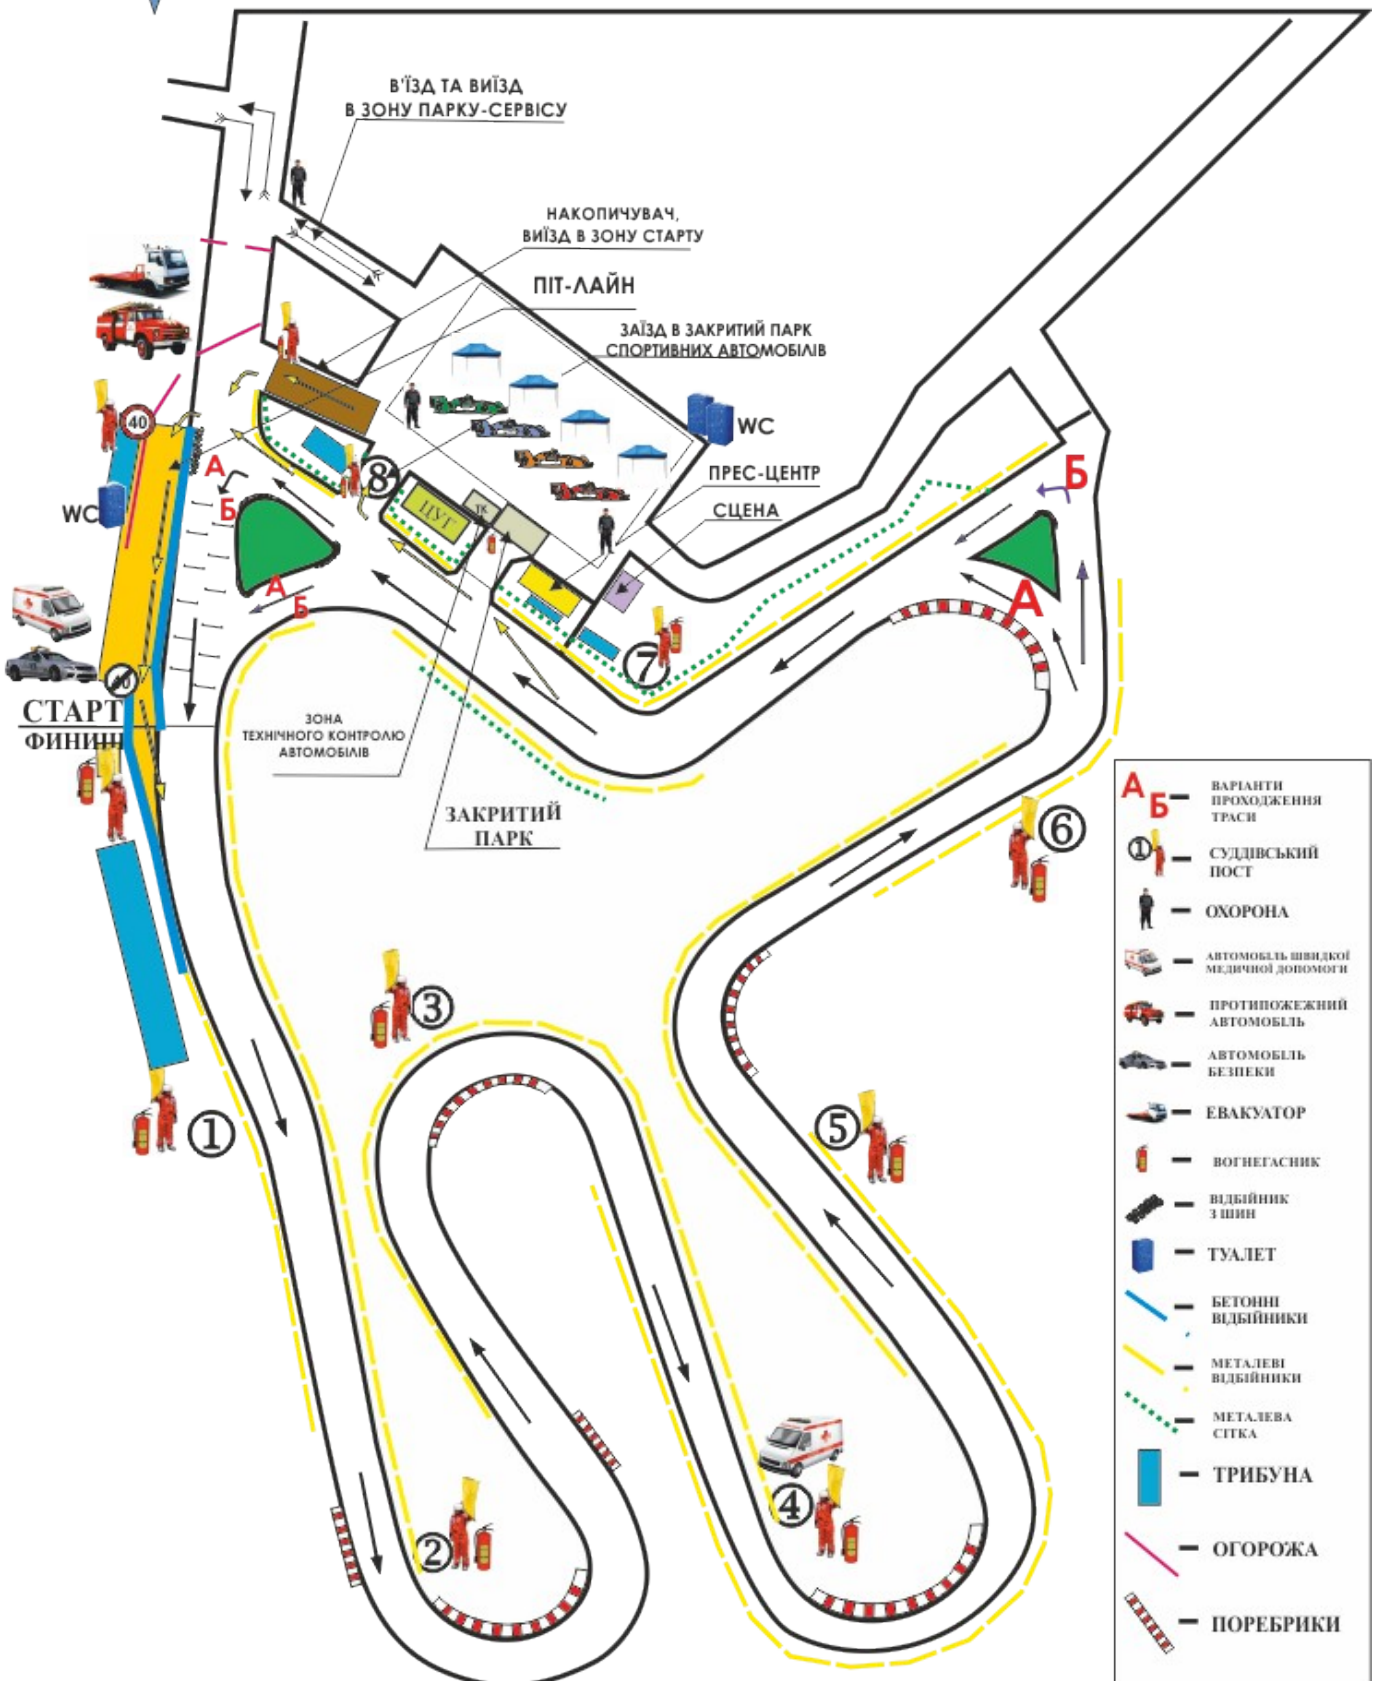 В'ЇЗД ТА ВИЇЗД
В ЗОНУ ПАРКУ-СЕРВІСУ
НАКОПИЧУВАЧ,
ВИЇЗД В ЗОНУ СТАРТУ
ПІТ-ЛАЙН
ЗАЇЗД В ЗАКРИТИЙ ПАРК
СПОРТИВНИХ АВТОМОБІЛІВ
40
WC
А
Б
8
ПРЕС-ЦЕНТР
Б
ЦУГ
ТК
СЦЕНА
WC
А
Б
А
7
40
СТАРТ
ФИНИШ
ЗОНА
ТЕХНІЧНОГО КОНТРОЛЮ
АВТОМОБІЛІВ
ЗАКРИТИЙ
ПАРК
6
3
1
5
4
2
А
Б
ВАРІАНТИ
ПРОХОДЖЕННЯ
ТРАСИ
1
СУДДІВСЬКИЙ
ПОСТ
ОХОРОНА
АВТОМОБІЛЬ ШВИДКОЇ
МЕДИЧНОЇ ДОПОМОГИ
ПРОТИПОЖЕЖНИЙ
АВТОМОБІЛЬ
АВТОМОБІЛЬ
БЕЗПЕКИ
ЕВАКУАТОР
ВОГНЕГАСНИК
ВІДБІЙНИК
З ШИН
ТУАЛЕТ
БЕТОННІ
ВІДБІЙНИКИ
МЕТАЛЕВІ
ВІДБІЙНИКИ
МЕТАЛЕВА
СІТКА
ТРИБУНА
ОГОРОЖА
ПОРЕБРИКИ